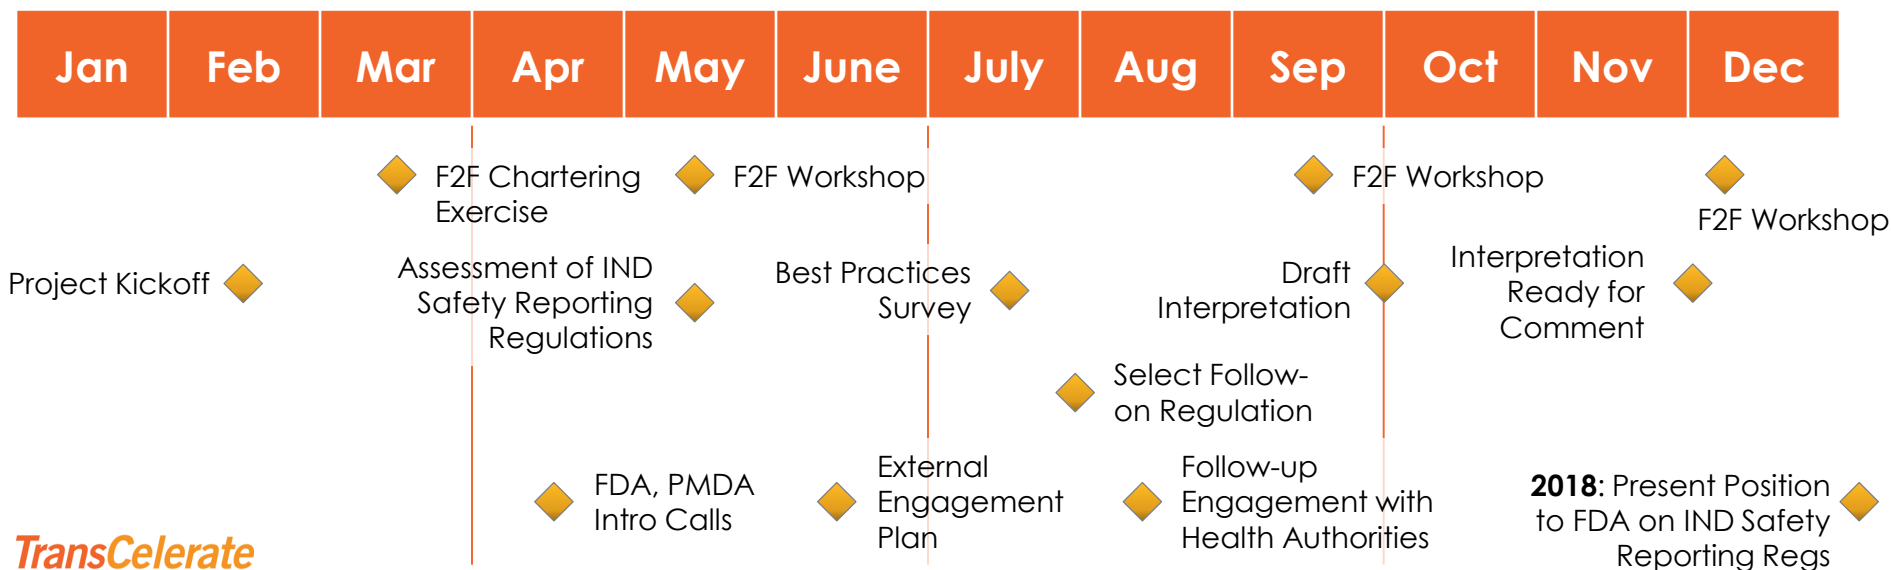 Jan Feb Mar Apr May June July Aug Sep Oct Nov Dec
F2F Chartering
Exercise
F2F Workshop
F2F Workshop
F2F Workshop
Project Kickoff
Assessment of IND
Safety Reporting
Regulations
Best Practices
Survey
Draft
Interpretation
Interpretation
Ready for
Comment
Select Follow-
on Regulation
FDA, PMDA
Intro Calls
External
Engagement
Plan
Follow-up
Engagement with
Health Authorities
2018: Present Position
to FDA on IND Safety
Reporting Regs
TransCelerate